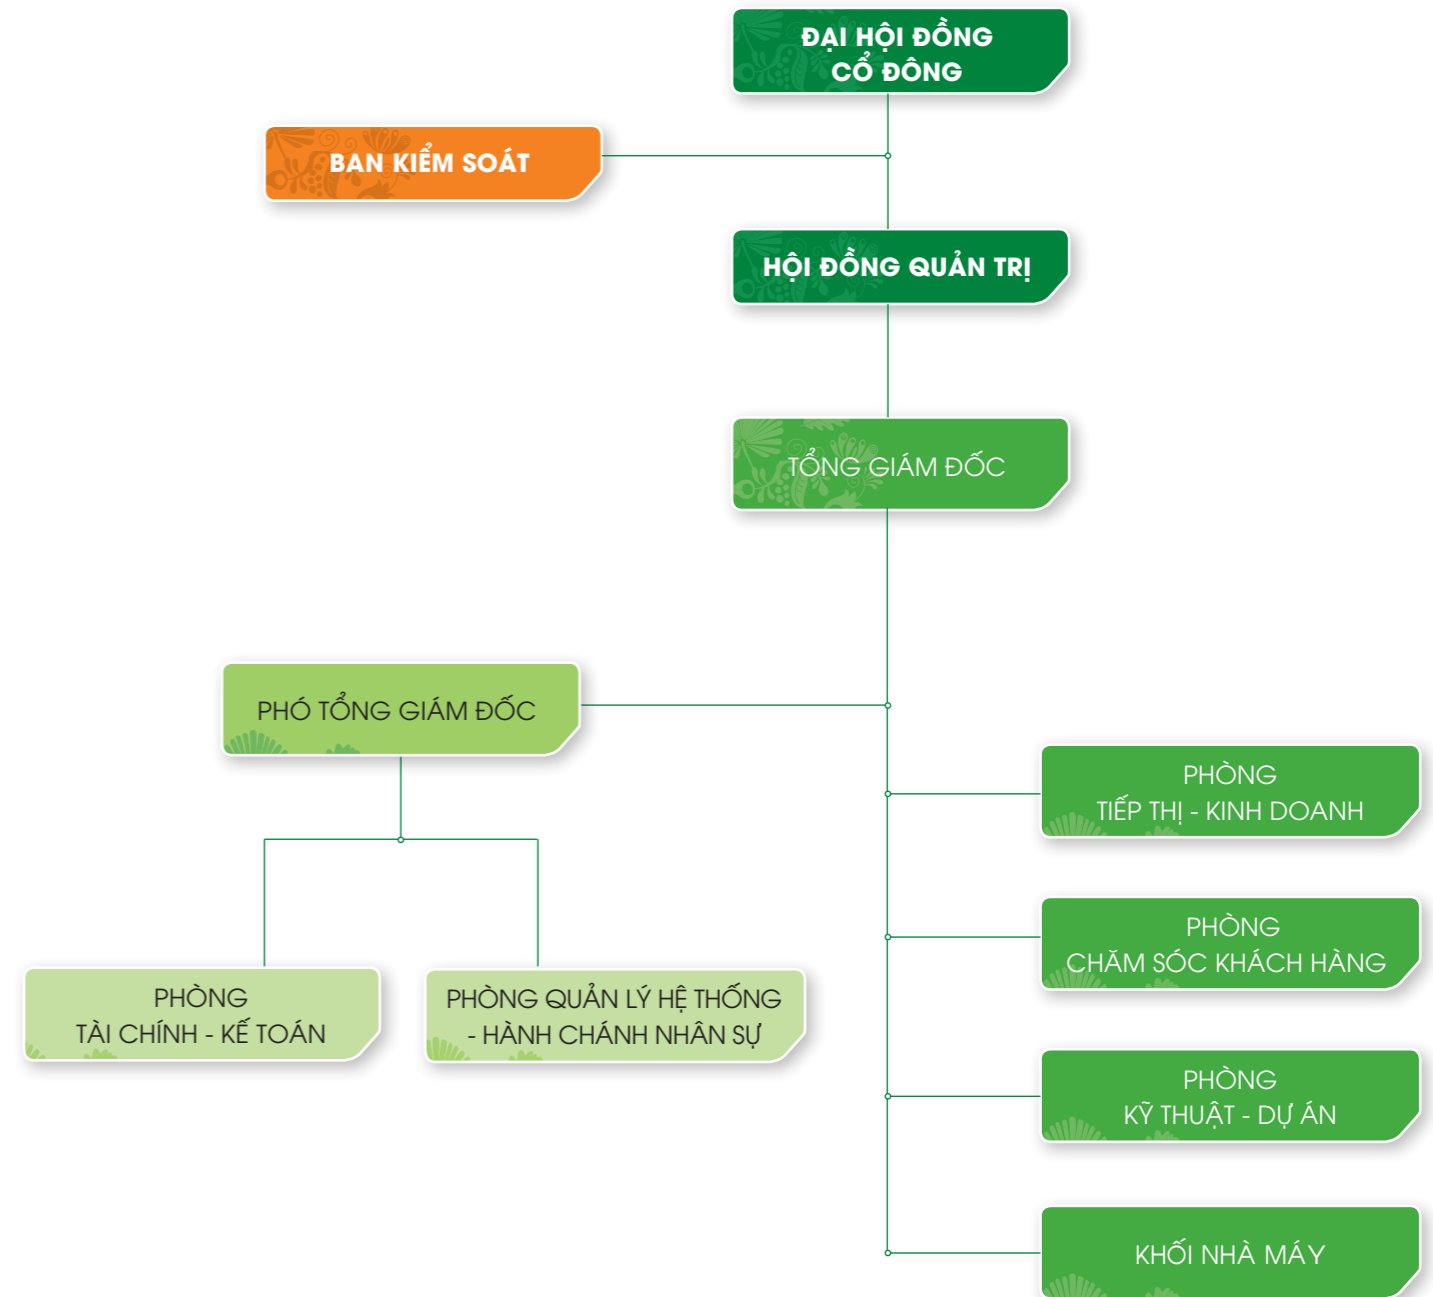 ĐẠI HỘI ĐỒNG
CỔ ĐÔNG
BAN KIỂM SOÁT
HỘI ĐỒNG QUẢN TRỊ
TỔNG GIÁM ĐỐC
PHÓ TỔNG GIÁM ĐỐC
PHÒNG
TIẾP THỊ - KINH DOANH
PHÒNG
CHĂM SÓC KHÁCH HÀNG
PHÒNG
TÀI CHÍNH - KẾ TOÁN
PHÒNG QUẢN LÝ HỆ THỐNG
- HÀNH CHÁNH NHÂN SỰ
PHÒNG
KỸ THUẬT - DỰ ÁN
KHỐI NHÀ MÁY